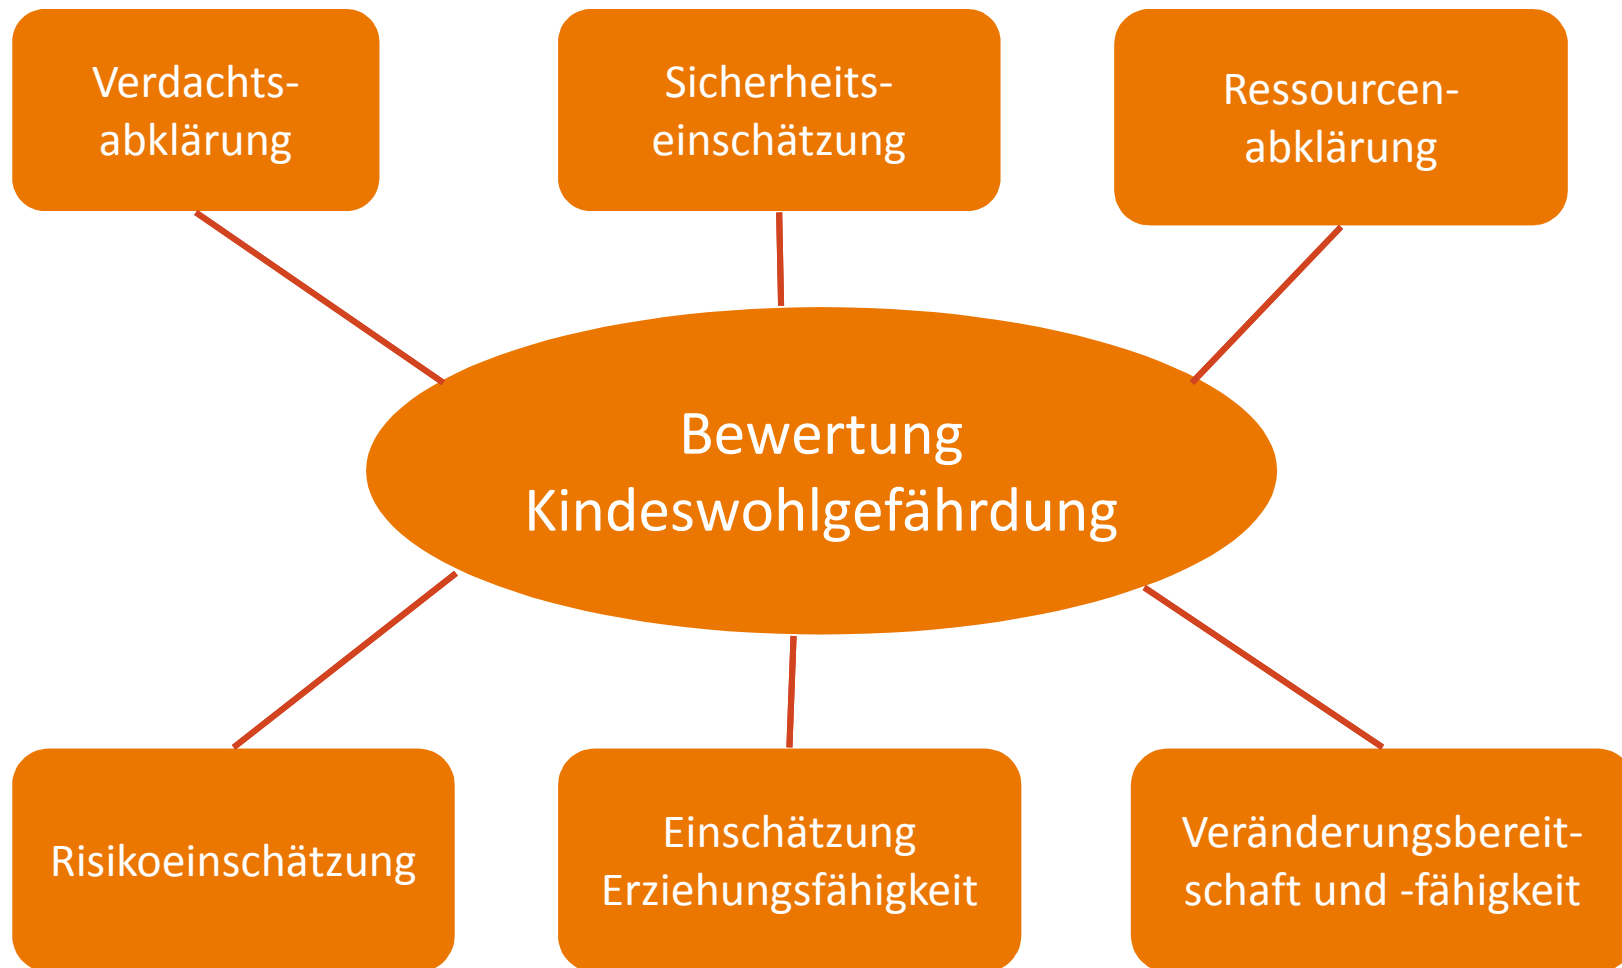 Verdachts-
abklärung
Sicherheits-
einschätzung
Ressourcen-
abklärung
Bewertung
Kindeswohlgefährdung
Risikoeinschätzung
Einschätzung
Erziehungsfähigkeit
Veränderungsbereit-
schaft und -fähigkeit